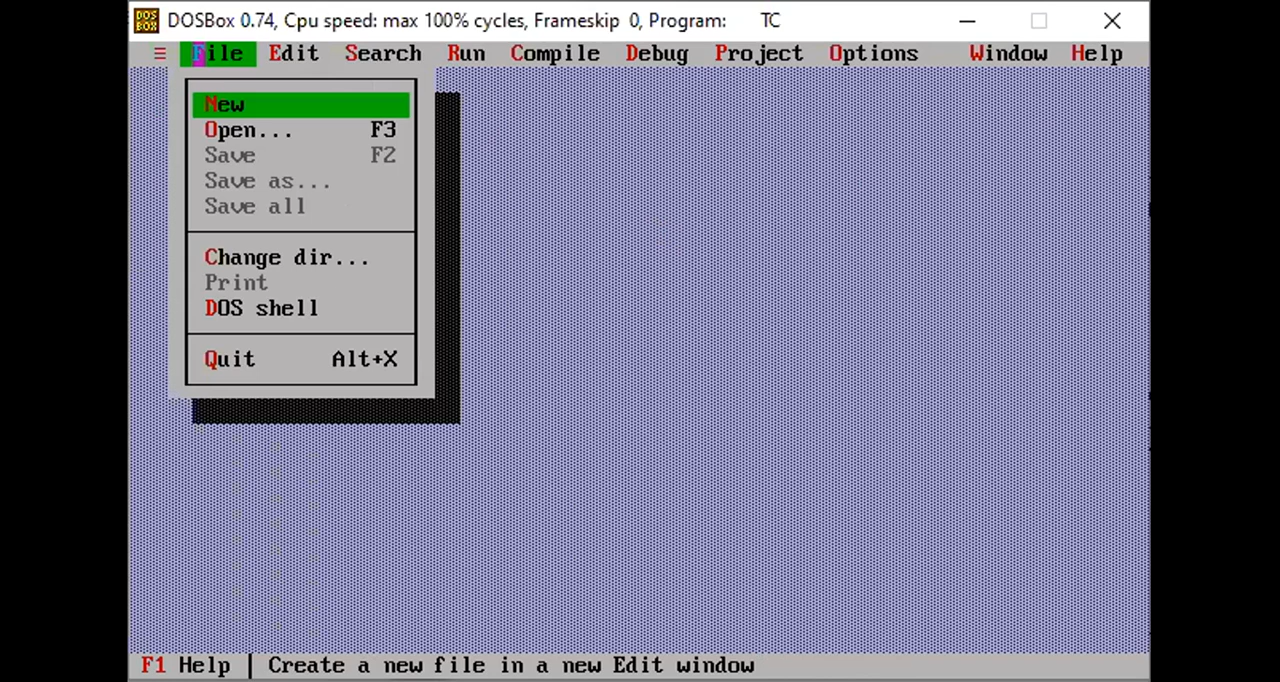 DOSBox 0.74, Cpu speed: max 100% cycles, Frameskip 0, Program: TC
≡ File Edit Search Run Compile Debug Project Options Window Help
New
Open... F3
Save F2
Save as...
Save all
Change dir...
Print
DOS shell
Quit Alt+X
F1 Help | Create a new file in a new Edit window